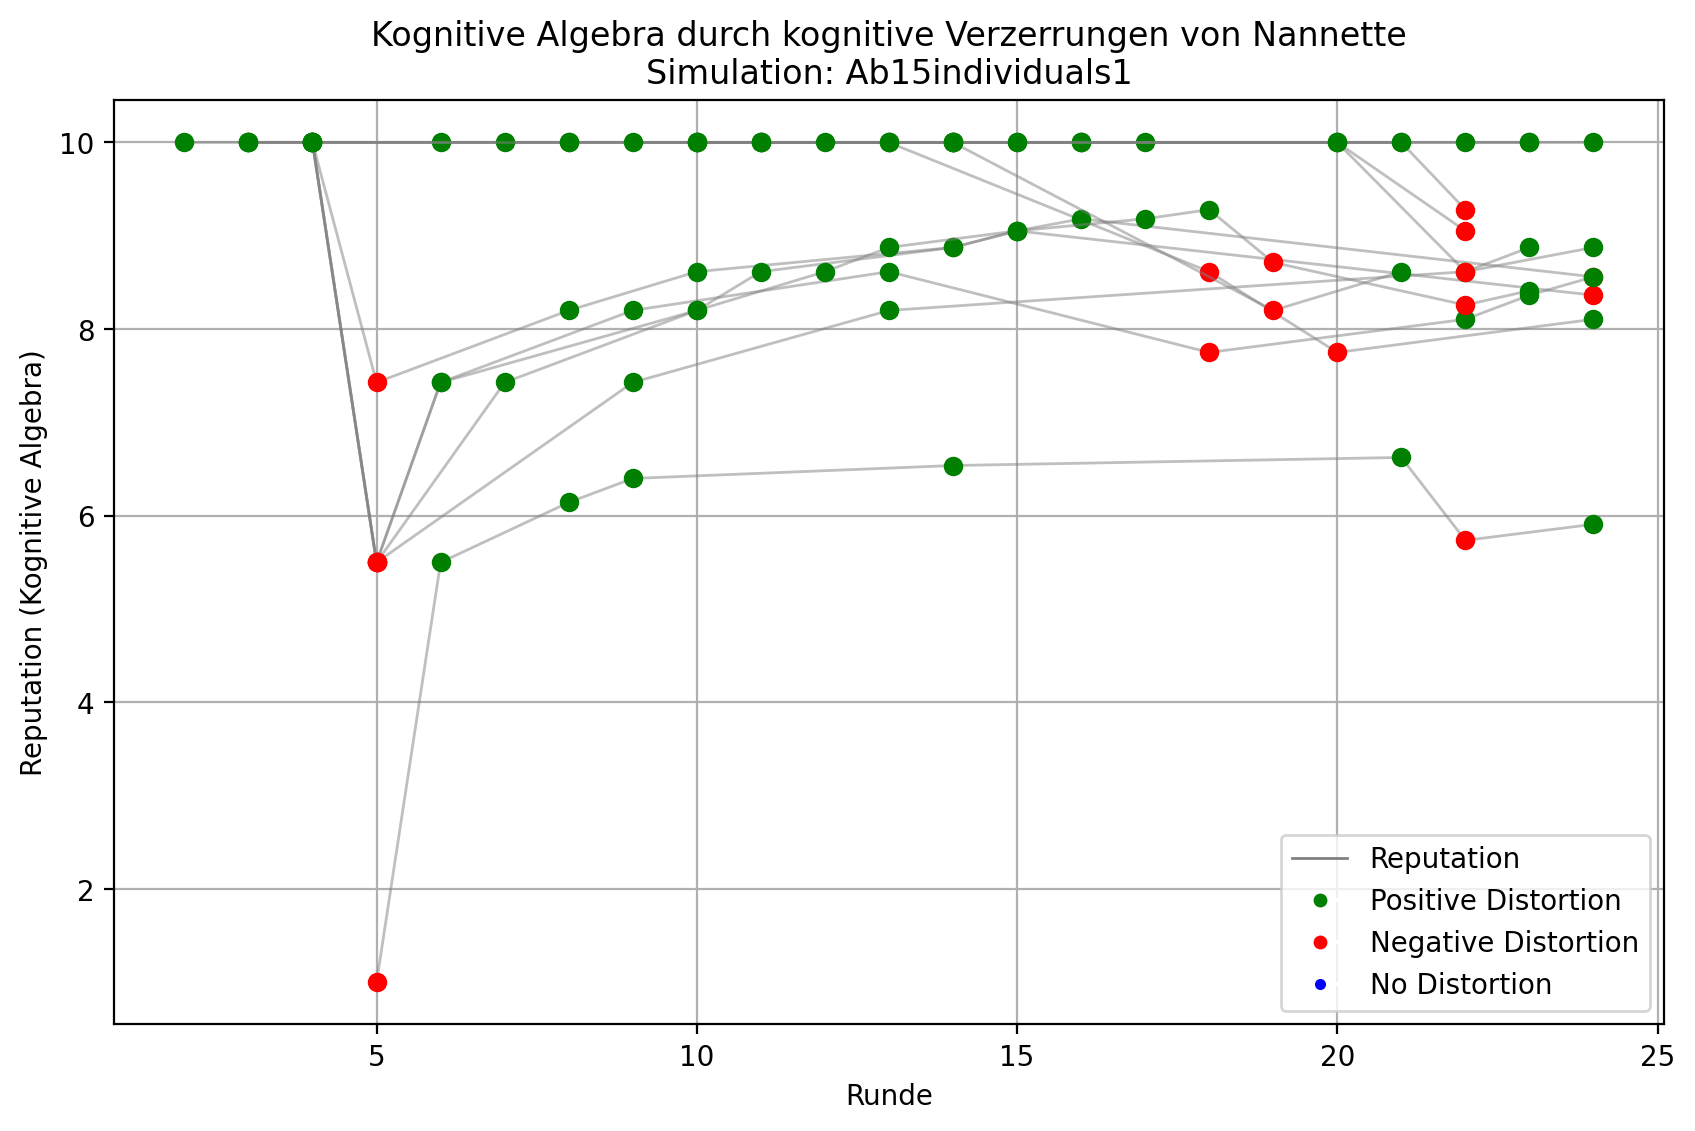 Kognitive Algebra durch kognitive Verzerrungen von Nannette
Simulation: Ab15individuals1
Reputation (Kognitive Algebra)
10
8
6
4
2
Reputation
Positive Distortion
Negative Distortion
No Distortion
5
10
15
20
25
Runde